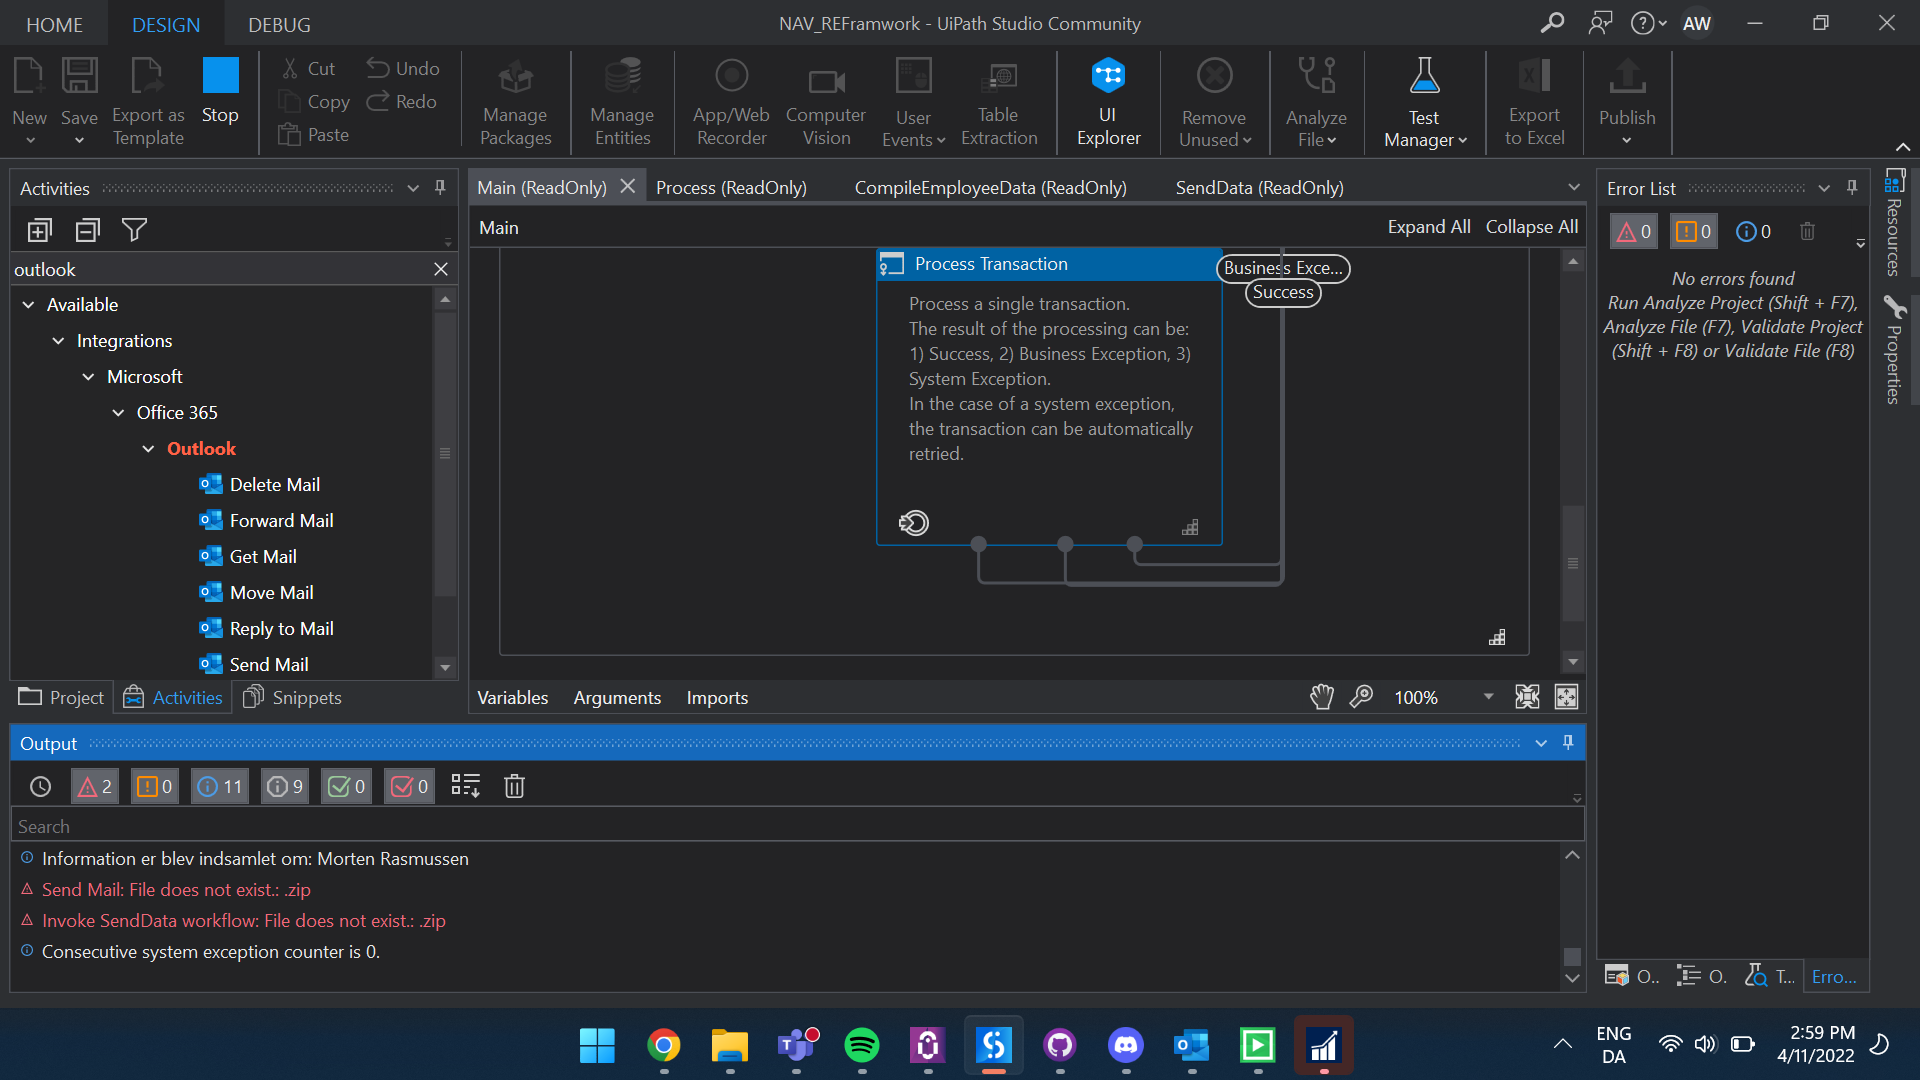 HOME
DESIGN
DEBUG
NAV_REFramwork - UiPath Studio Community
AW
New
Save
Export as Template
Stop
Cut
Copy
Paste
Undo
Redo
Manage Packages
Manage Entities
App/Web Recorder
Computer Vision
User Events
Table Extraction
UI Explorer
Remove Unused
Analyze File
Test Manager
Export to Excel
Publish
Activities
outlook
Available
Integrations
Microsoft
Office 365
Outlook
Delete Mail
Forward Mail
Get Mail
Move Mail
Reply to Mail
Send Mail
Project
Activities
Snippets
Main (ReadOnly)
Process (ReadOnly)
CompileEmployeeData (ReadOnly)
SendData (ReadOnly)
Main
Expand All
Collapse All
Process Transaction
Business Exce...
Success
Process a single transaction.
The result of the processing can be:
1) Success, 2) Business Exception, 3)
System Exception.
In the case of a system exception,
the transaction can be automatically
retried.
Variables
Arguments
Imports
100%
Error List
0
0
0
No errors found
Run Analyze Project (Shift + F7),
Analyze File (F7), Validate Project
(Shift + F8) or Validate File (F8)
Resources
Properties
Output
2
0
11
9
0
0
Search
Information er blev indsamlet om: Morten Rasmussen
Send Mail: File does not exist.: .zip
Invoke SendData workflow: File does not exist.: .zip
Consecutive system exception counter is 0.
O..
O.
T...
Erro...
ENG
DA
2:59 PM
4/11/2022